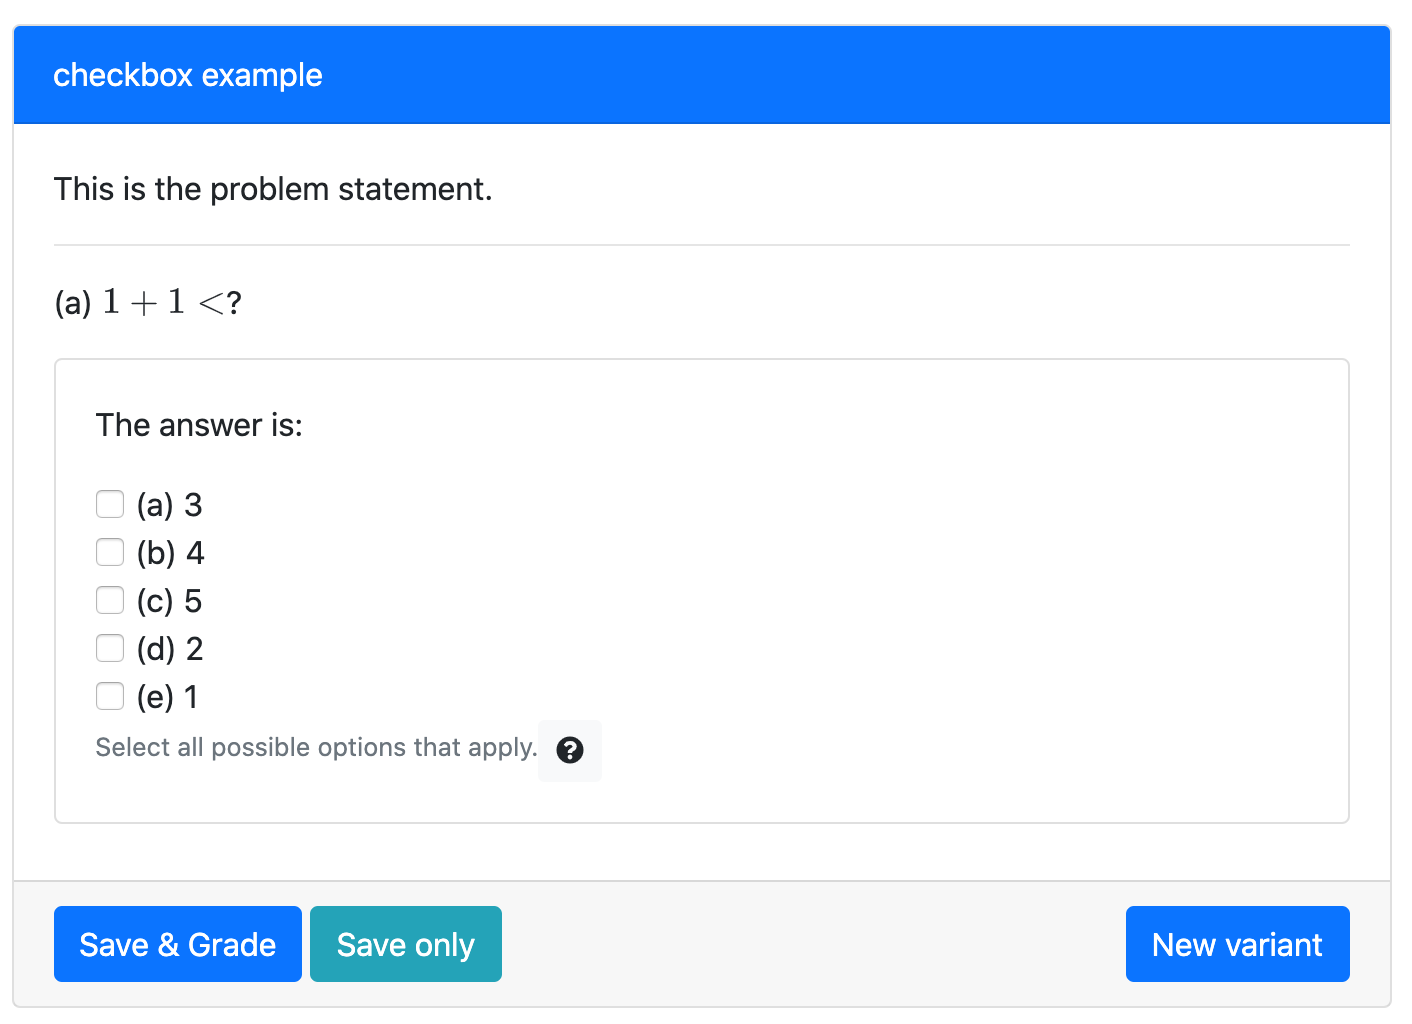 checkbox example
This is the problem statement.
(a) 1 + 1 <?
The answer is:
(a) 3
(b) 4
(c) 5
(d) 2
(e) 1
Select all possible options that apply. ?
Save & Grade Save only New variant